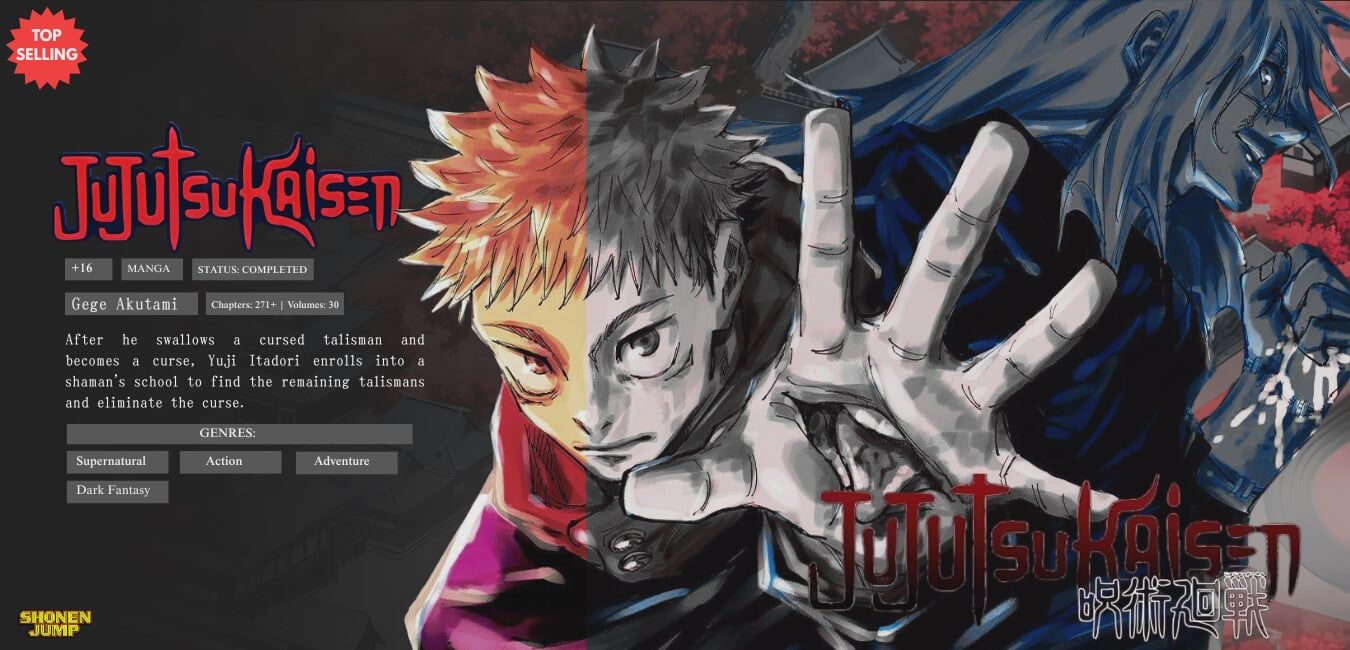 TOP
SELLING
JUJUTSU KAISEN
+16
MANGA
STATUS: COMPLETED
Gege Akutami
Chapters: 271+ | Volumes: 30
After he swallows a cursed talisman and
becomes a curse, Yuji Itadori enrolls into a
shaman's school to find the remaining talismans
and eliminate the curse.
GENRES:
Supernatural
Action
Adventure
Dark Fantasy
JUJUTSU KAISEN
呪術廻戦
SHONEN
JUMP